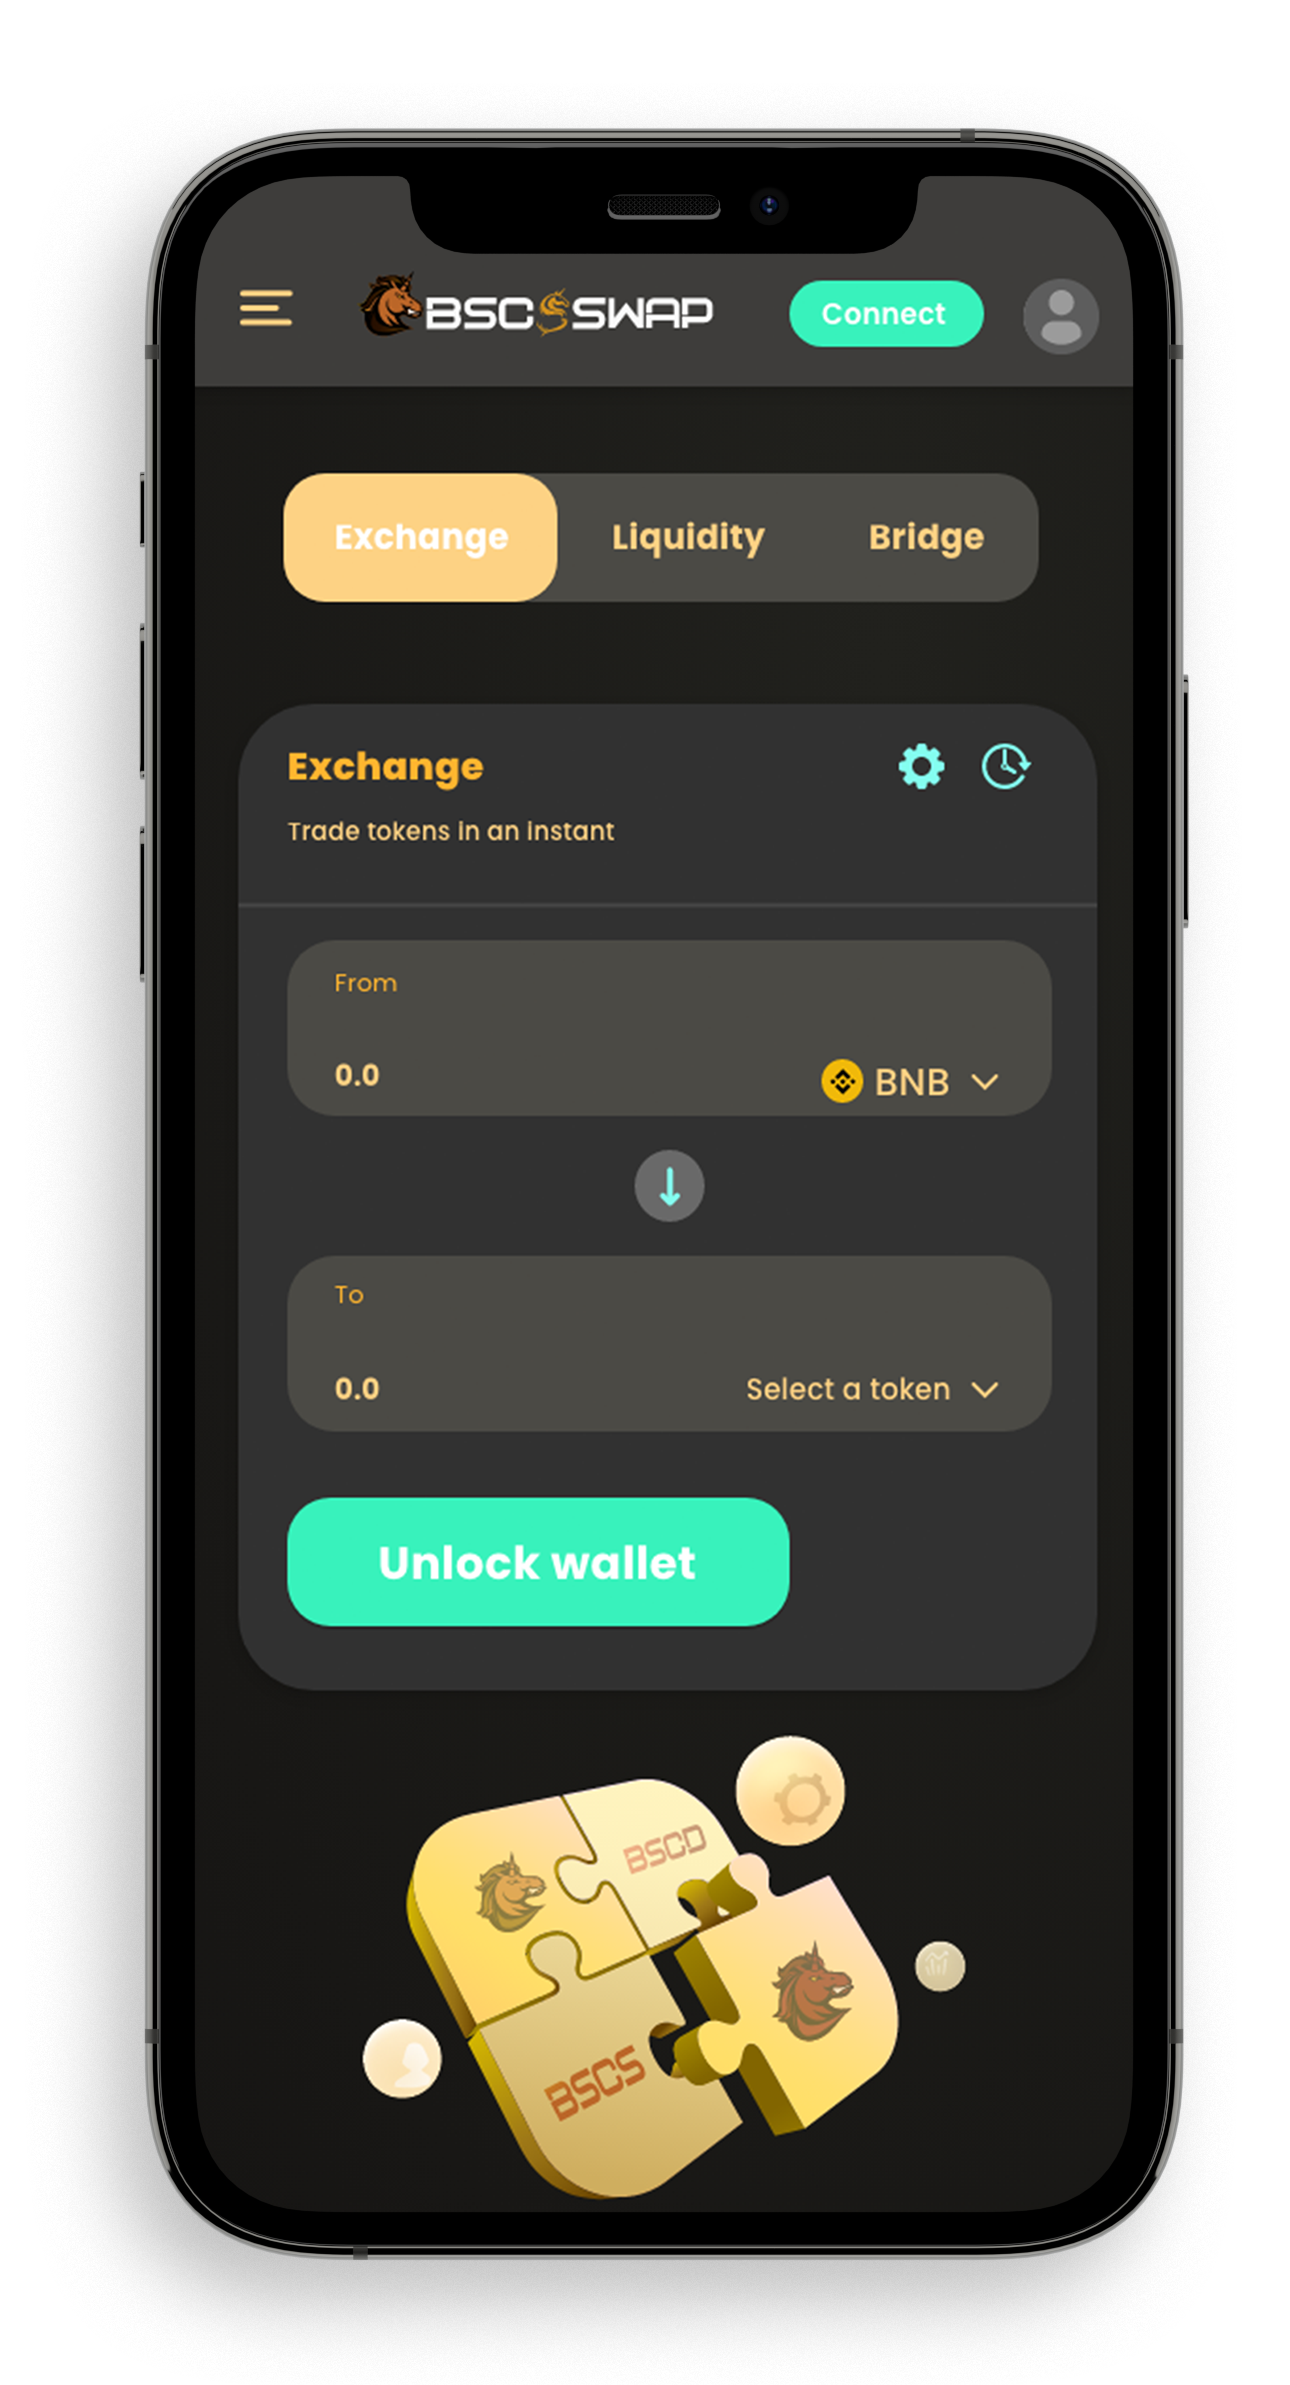 BSC SWAP
Connect
Exchange
Liquidity
Bridge
Exchange
Trade tokens in an instant
From
0.0
BNB
To
0.0
Select a token
Unlock wallet
BSCD
BSCS